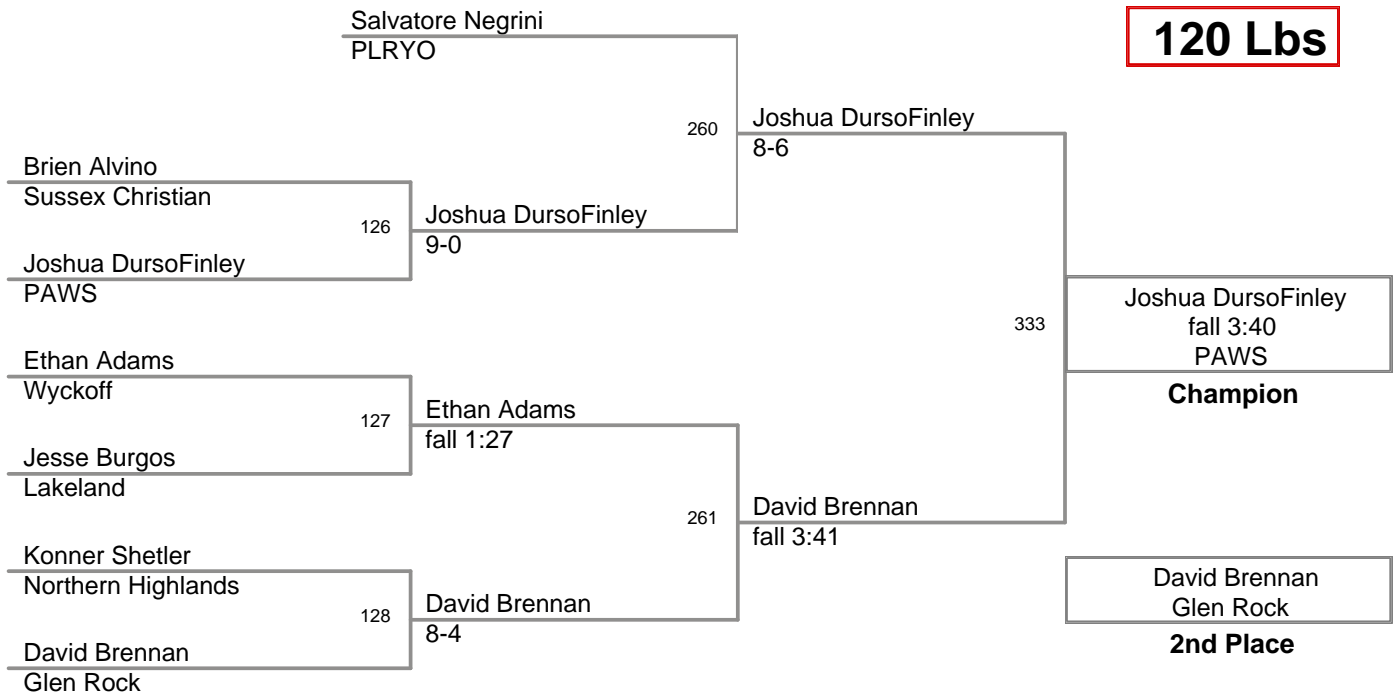 Salvatore Negrini
PLRYO
120 Lbs
260
Joshua DursoFinley
8-6
Brien Alvino
Sussex Christian
126
Joshua DursoFinley
9-0
Joshua DursoFinley
PAWS
333
Joshua DursoFinley
fall 3:40
PAWS
Champion
Ethan Adams
Wyckoff
127
Ethan Adams
fall 1:27
Jesse Burgos
Lakeland
261
David Brennan
fall 3:41
Konner Shetler
Northern Highlands
128
David Brennan
8-4
David Brennan
Glen Rock
David Brennan
Glen Rock
2nd Place